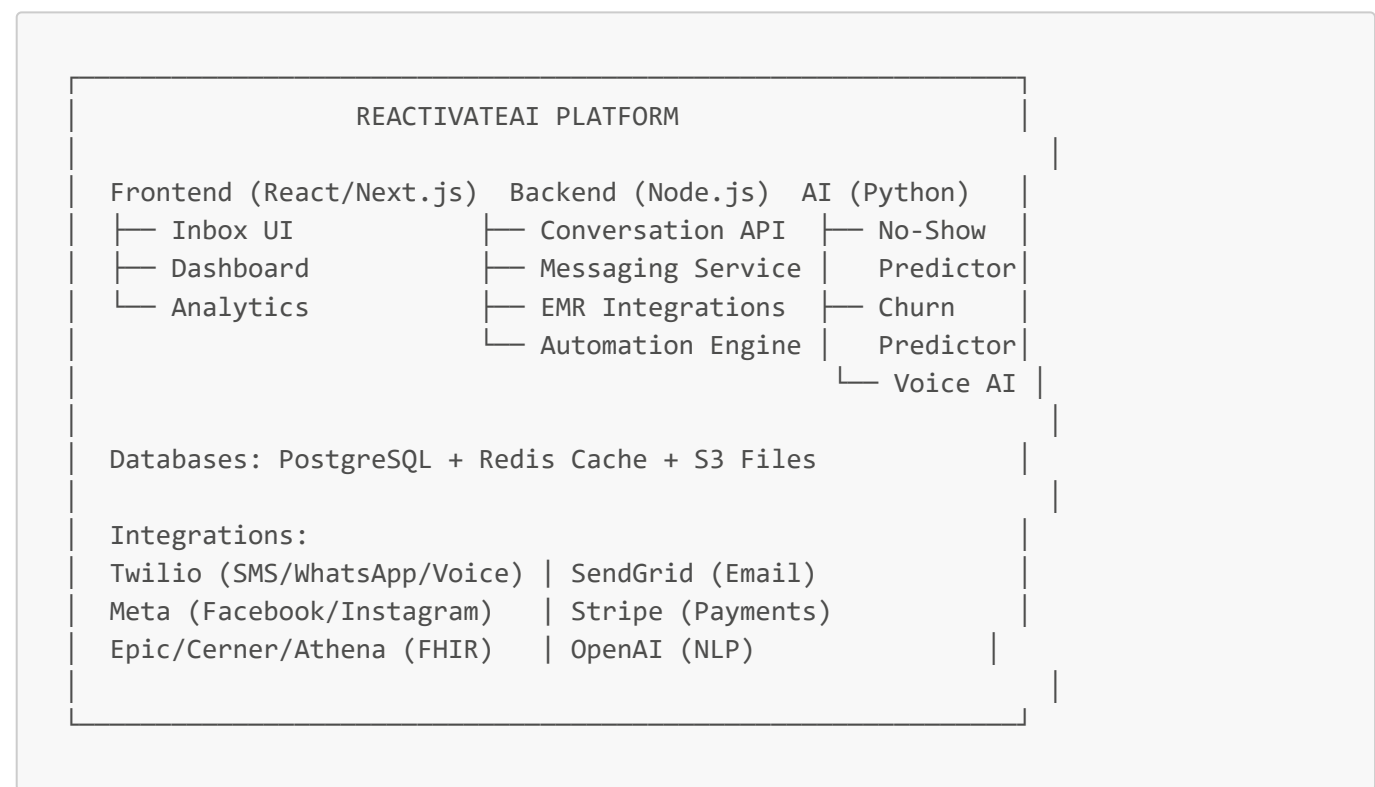 REACTIVATEAI PLATFORM
Frontend (React/Next.js) Backend (Node.js) AI (Python)
├── Inbox UI ├── Conversation API ├── No-Show
├── Dashboard ├── Messaging Service │ Predictor
└── Analytics ├── EMR Integrations ├── Churn
└── Automation Engine │ Predictor
└── Voice AI
Databases: PostgreSQL + Redis Cache + S3 Files
Integrations:
Twilio (SMS/WhatsApp/Voice) | SendGrid (Email)
Meta (Facebook/Instagram) | Stripe (Payments)
Epic/Cerner/Athena (FHIR) | OpenAI (NLP)